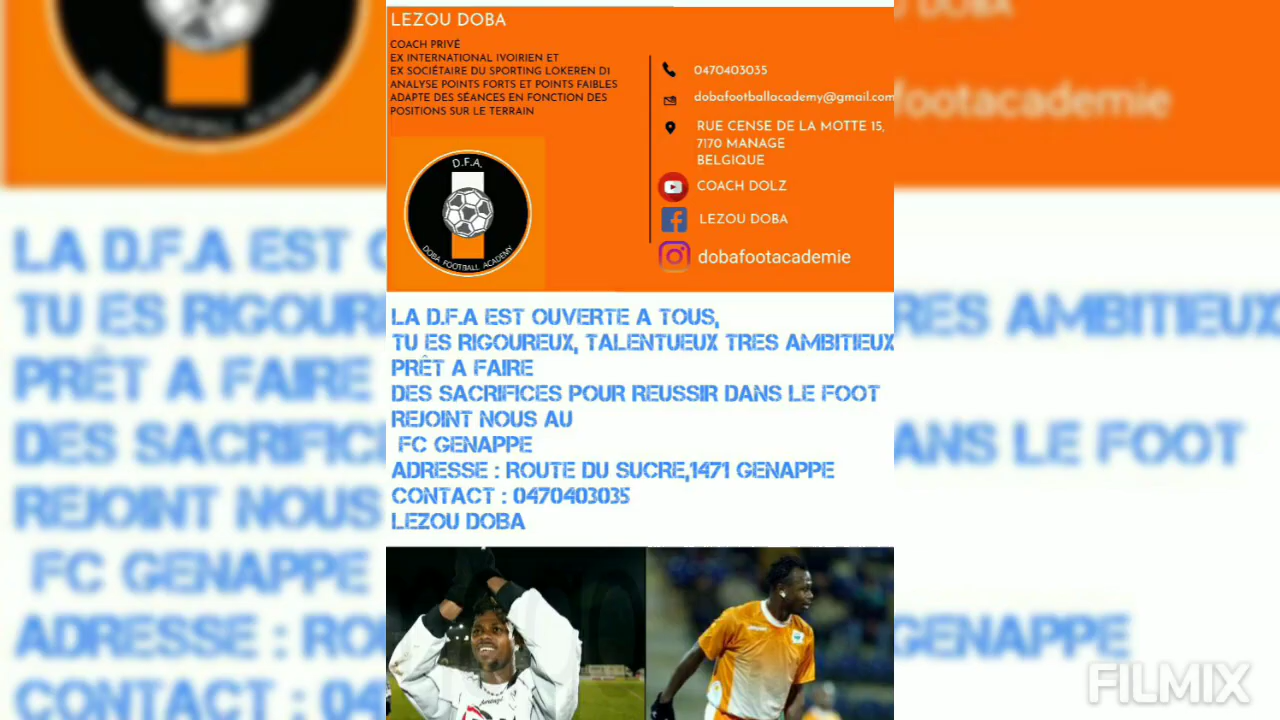 LEZOU DOBA
COACH PRIVÉ
EX INTERNATIONAL IVOIRIEN ET
EX SOCIÉTAIRE DU SPORTING LOKEREN D1
ANALYSE POINTS FORTS ET POINTS FAIBLES
ADAPTE DES SÉANCES EN FONCTION DES
POSITIONS SUR LE TERRAIN
0470403035
dobafootballacademy@gmail.com
RUE CENSE DE LA MOTTE 15,
7170 MANAGE
BELGIQUE
COACH DOLZ
LEZOU DOBA
dobafootacademie
D.F.A.
DOBA FOOTBALL ACADEMY
LA D.F.A EST OUVERTE A TOUS,
TU ES RIGOUREUX, TALENTUEUX TRES AMBITIEUX
PRÊT A FAIRE
DES SACRIFICES POUR REUSSIR DANS LE FOOT
REJOINT NOUS AU
FC GENAPPE
ADRESSE : ROUTE DU SUCRE,1471 GENAPPE
CONTACT : 0470403035
LEZOU DOBA
FILMIX